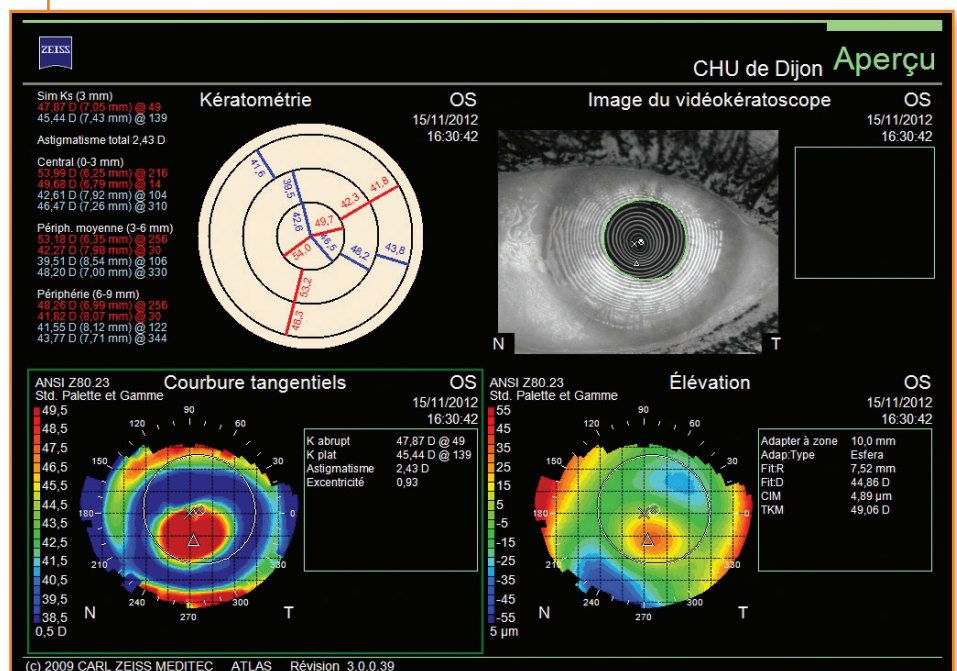 ZEISS
CHU de Dijon Aperçu
Sim Ks (3 mm)
47,87 D (7,05 mm) @ 49
45,44 D (7,43 mm) @ 139
Astigmatisme total 2,43 D
Central (0-3 mm)
53,99 D (6,25 mm) @ 216
49,68 D (6,79 mm) @ 14
42,61 D (7,92 mm) @ 104
46,47 D (7,26 mm) @ 310
Périph. moyenne (3-6 mm)
53,18 D (6,35 mm) @ 256
42,27 D (7,98 mm) @ 30
39,51 D (8,54 mm) @ 106
48,20 D (7,00 mm) @ 330
Périphérie (6-9 mm)
48,26 D (6,99 mm) @ 256
41,82 D (8,07 mm) @ 30
41,55 D (8,12 mm) @ 122
43,77 D (7,71 mm) @ 344
Kératométrie
OS
15/11/2012
16:30:42
41,6
39,5
41,8
42,3
42,6
49,7
46,5
48,2
43,8
54,0
53,2
48,3
Image du vidéokératoscope
OS
15/11/2012
16:30:42
N
T
ANSI Z80.23
Std. Palette et Gamme
Courbure tangentiels
OS
15/11/2012
16:30:42
49,5
48,5
47,5
46,5
45,5
44,5
43,5
42,5
41,5
40,5
39,5
38,5
0,5 D
90
120
60
150
30
180
0
210
330
240
300
270
N
T
K abrupt 47,87 D @ 49
K plat 45,44 D @ 139
Astigmatisme 2,43 D
Excentricité 0,93
ANSI Z80.23
Std. Palette et Gamme
Élévation
OS
15/11/2012
16:30:42
55
45
35
25
15
5
-5
-15
-25
-35
-45
-55
5 µm
90
120
60
150
30
180
0
210
330
240
300
270
N
T
Adapter à zone 10,0 mm
Adap:Type Esfera
Fit:R 7,52 mm
Fit:D 44,86 D
CIM 4,89 µm
TKM 49,06 D
(c) 2009 CARL ZEISS MEDITEC ATLAS Révision 3.0.0.39